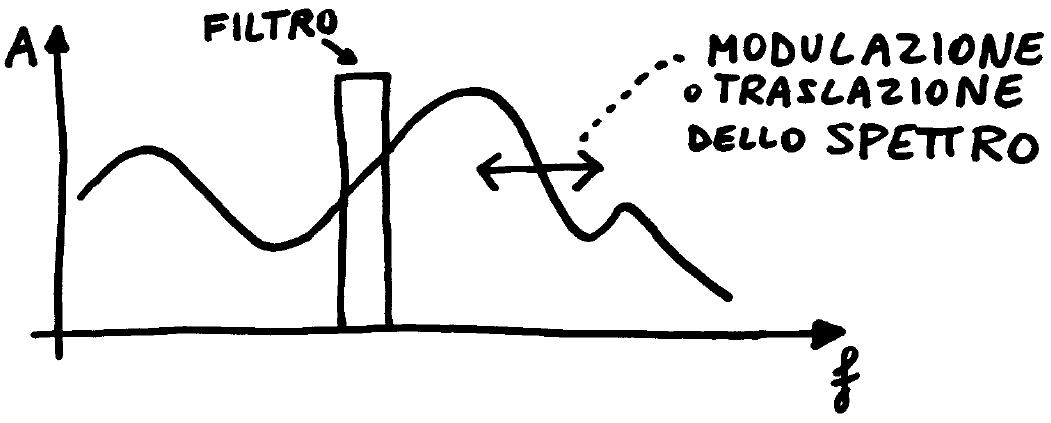 A
FILTRO
MODULAZIONE
o TRASLAZIONE
DELLO SPETTRO
f